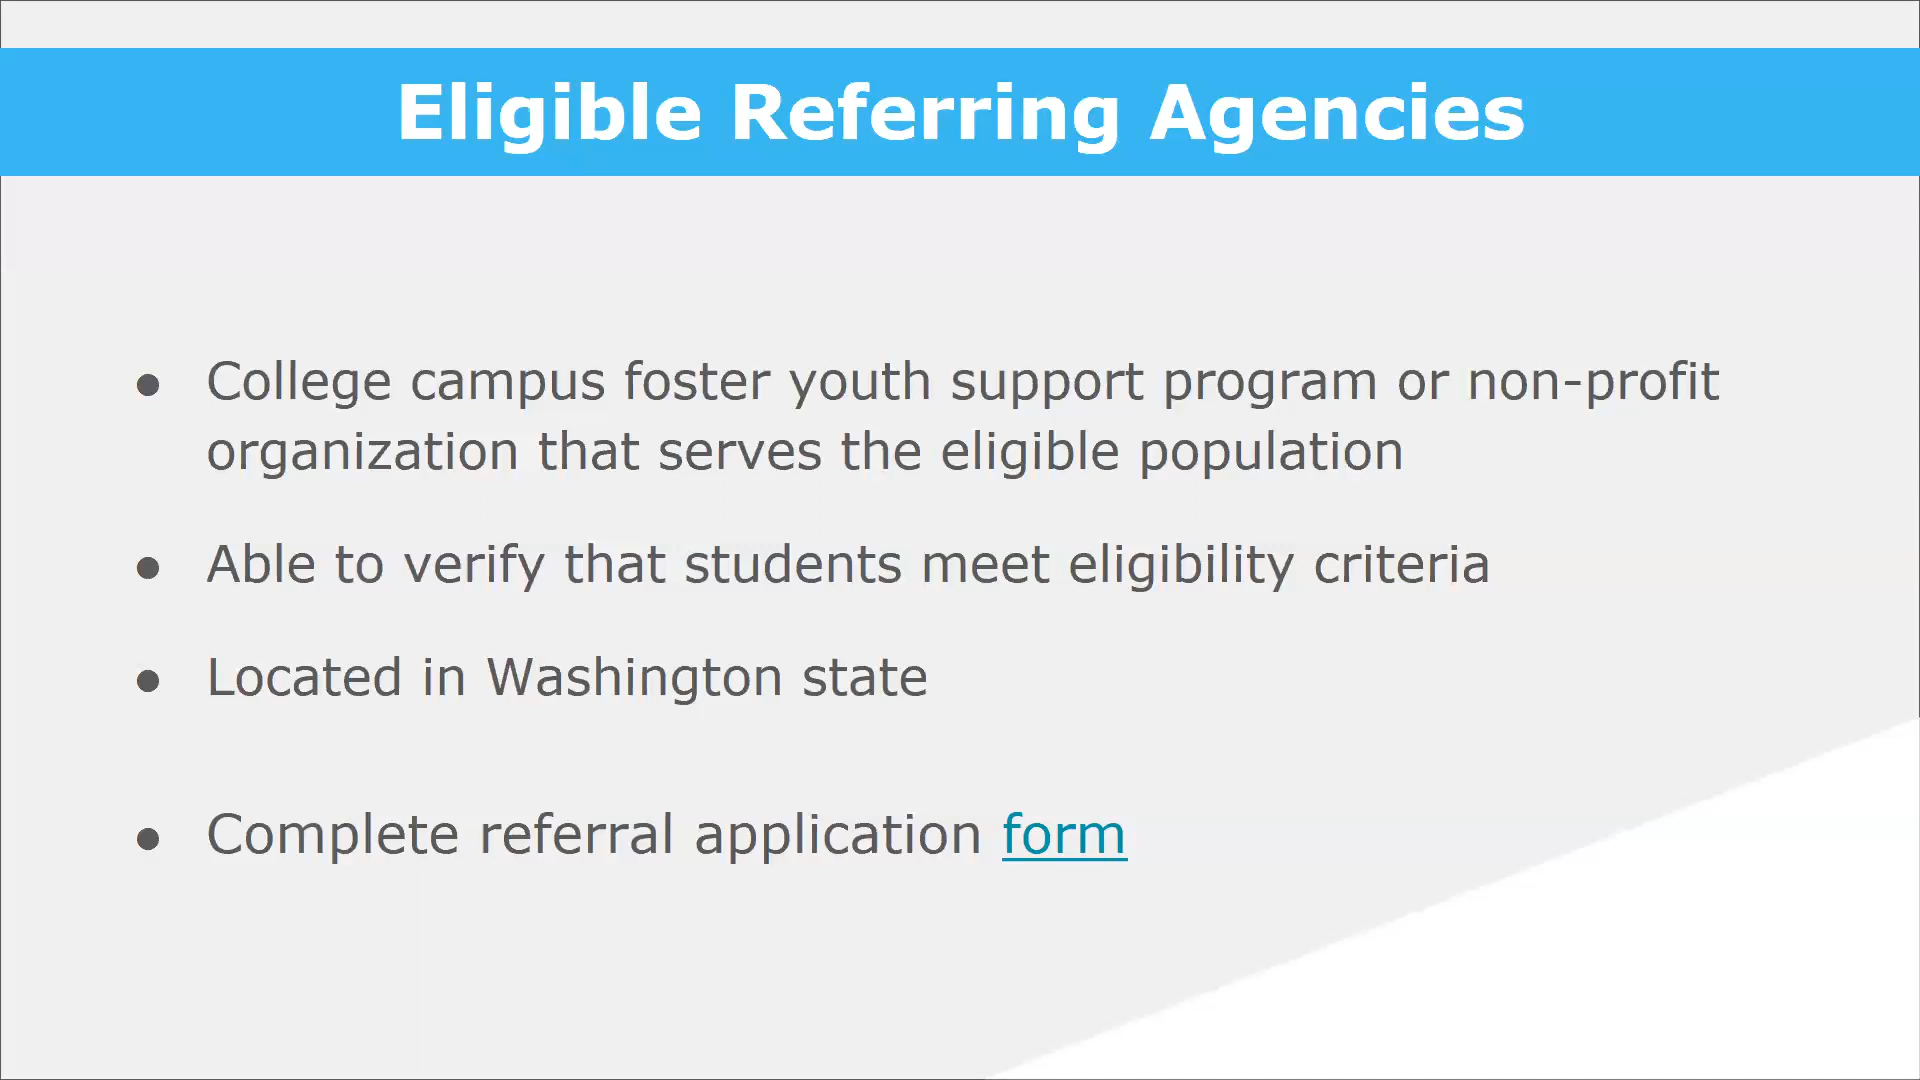 Eligible Referring Agencies
● College campus foster youth support program or non-profit
organization that serves the eligible population
● Able to verify that students meet eligibility criteria
● Located in Washington state
● Complete referral application form